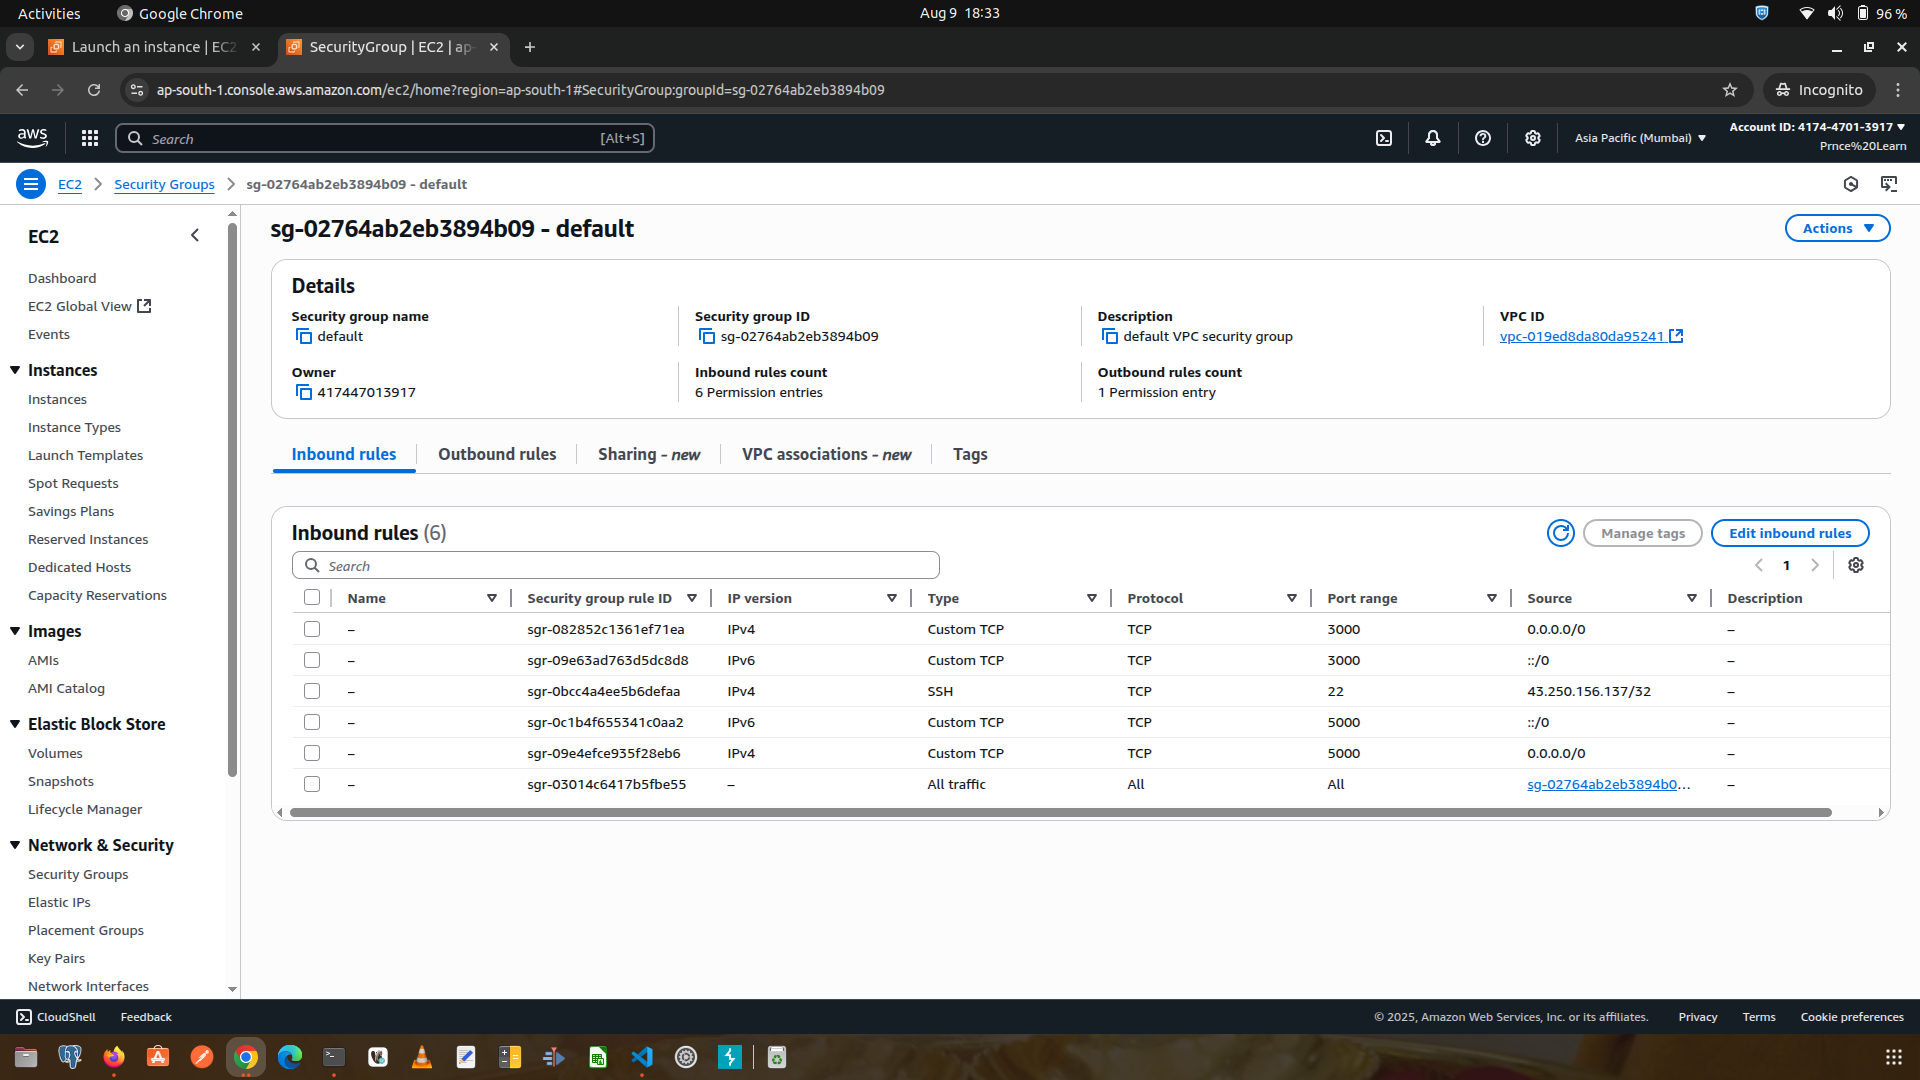 Activities Google Chrome Aug 9 18:33 96 %
Launch an instance | EC2 SecurityGroup | EC2 | ap-
ap-south-1.console.aws.amazon.com/ec2/home?region=ap-south-1#SecurityGroup:groupId=sg-02764ab2eb3894b09 Incognito
aws Search [Alt+S] Asia Pacific (Mumbai) Account ID: 4174-4701-3917
Prnce%20Learn
EC2 Security Groups sg-02764ab2eb3894b09 - default
EC2
Dashboard
EC2 Global View
Events
Instances
Instances
Instance Types
Launch Templates
Spot Requests
Savings Plans
Reserved Instances
Dedicated Hosts
Capacity Reservations
Images
AMIs
AMI Catalog
Elastic Block Store
Volumes
Snapshots
Lifecycle Manager
Network & Security
Security Groups
Elastic IPs
Placement Groups
Key Pairs
Network Interfaces
sg-02764ab2eb3894b09 - default Actions
Details
Security group name Security group ID Description VPC ID
default sg-02764ab2eb3894b09 default VPC security group vpc-019ed8da80da95241
Owner Inbound rules count Outbound rules count
417447013917 6 Permission entries 1 Permission entry
Inbound rules Outbound rules Sharing - new VPC associations - new Tags
Inbound rules (6) Manage tags Edit inbound rules
Search 1
Name Security group rule ID IP version Type Protocol Port range Source Description
– sgr-082852c1361ef71ea IPv4 Custom TCP TCP 3000 0.0.0.0/0 –
– sgr-09e63ad763d5dc8d8 IPv6 Custom TCP TCP 3000 ::/0 –
– sgr-0bcc4a4ee5b6defaa IPv4 SSH TCP 22 43.250.156.137/32 –
– sgr-0c1b4f655341c0aa2 IPv6 Custom TCP TCP 5000 ::/0 –
– sgr-09e4efce935f28eb6 IPv4 Custom TCP TCP 5000 0.0.0.0/0 –
– sgr-03014c6417b5fbe55 – All traffic All All sg-02764ab2eb3894b0... –
CloudShell Feedback © 2025, Amazon Web Services, Inc. or its affiliates. Privacy Terms Cookie preferences